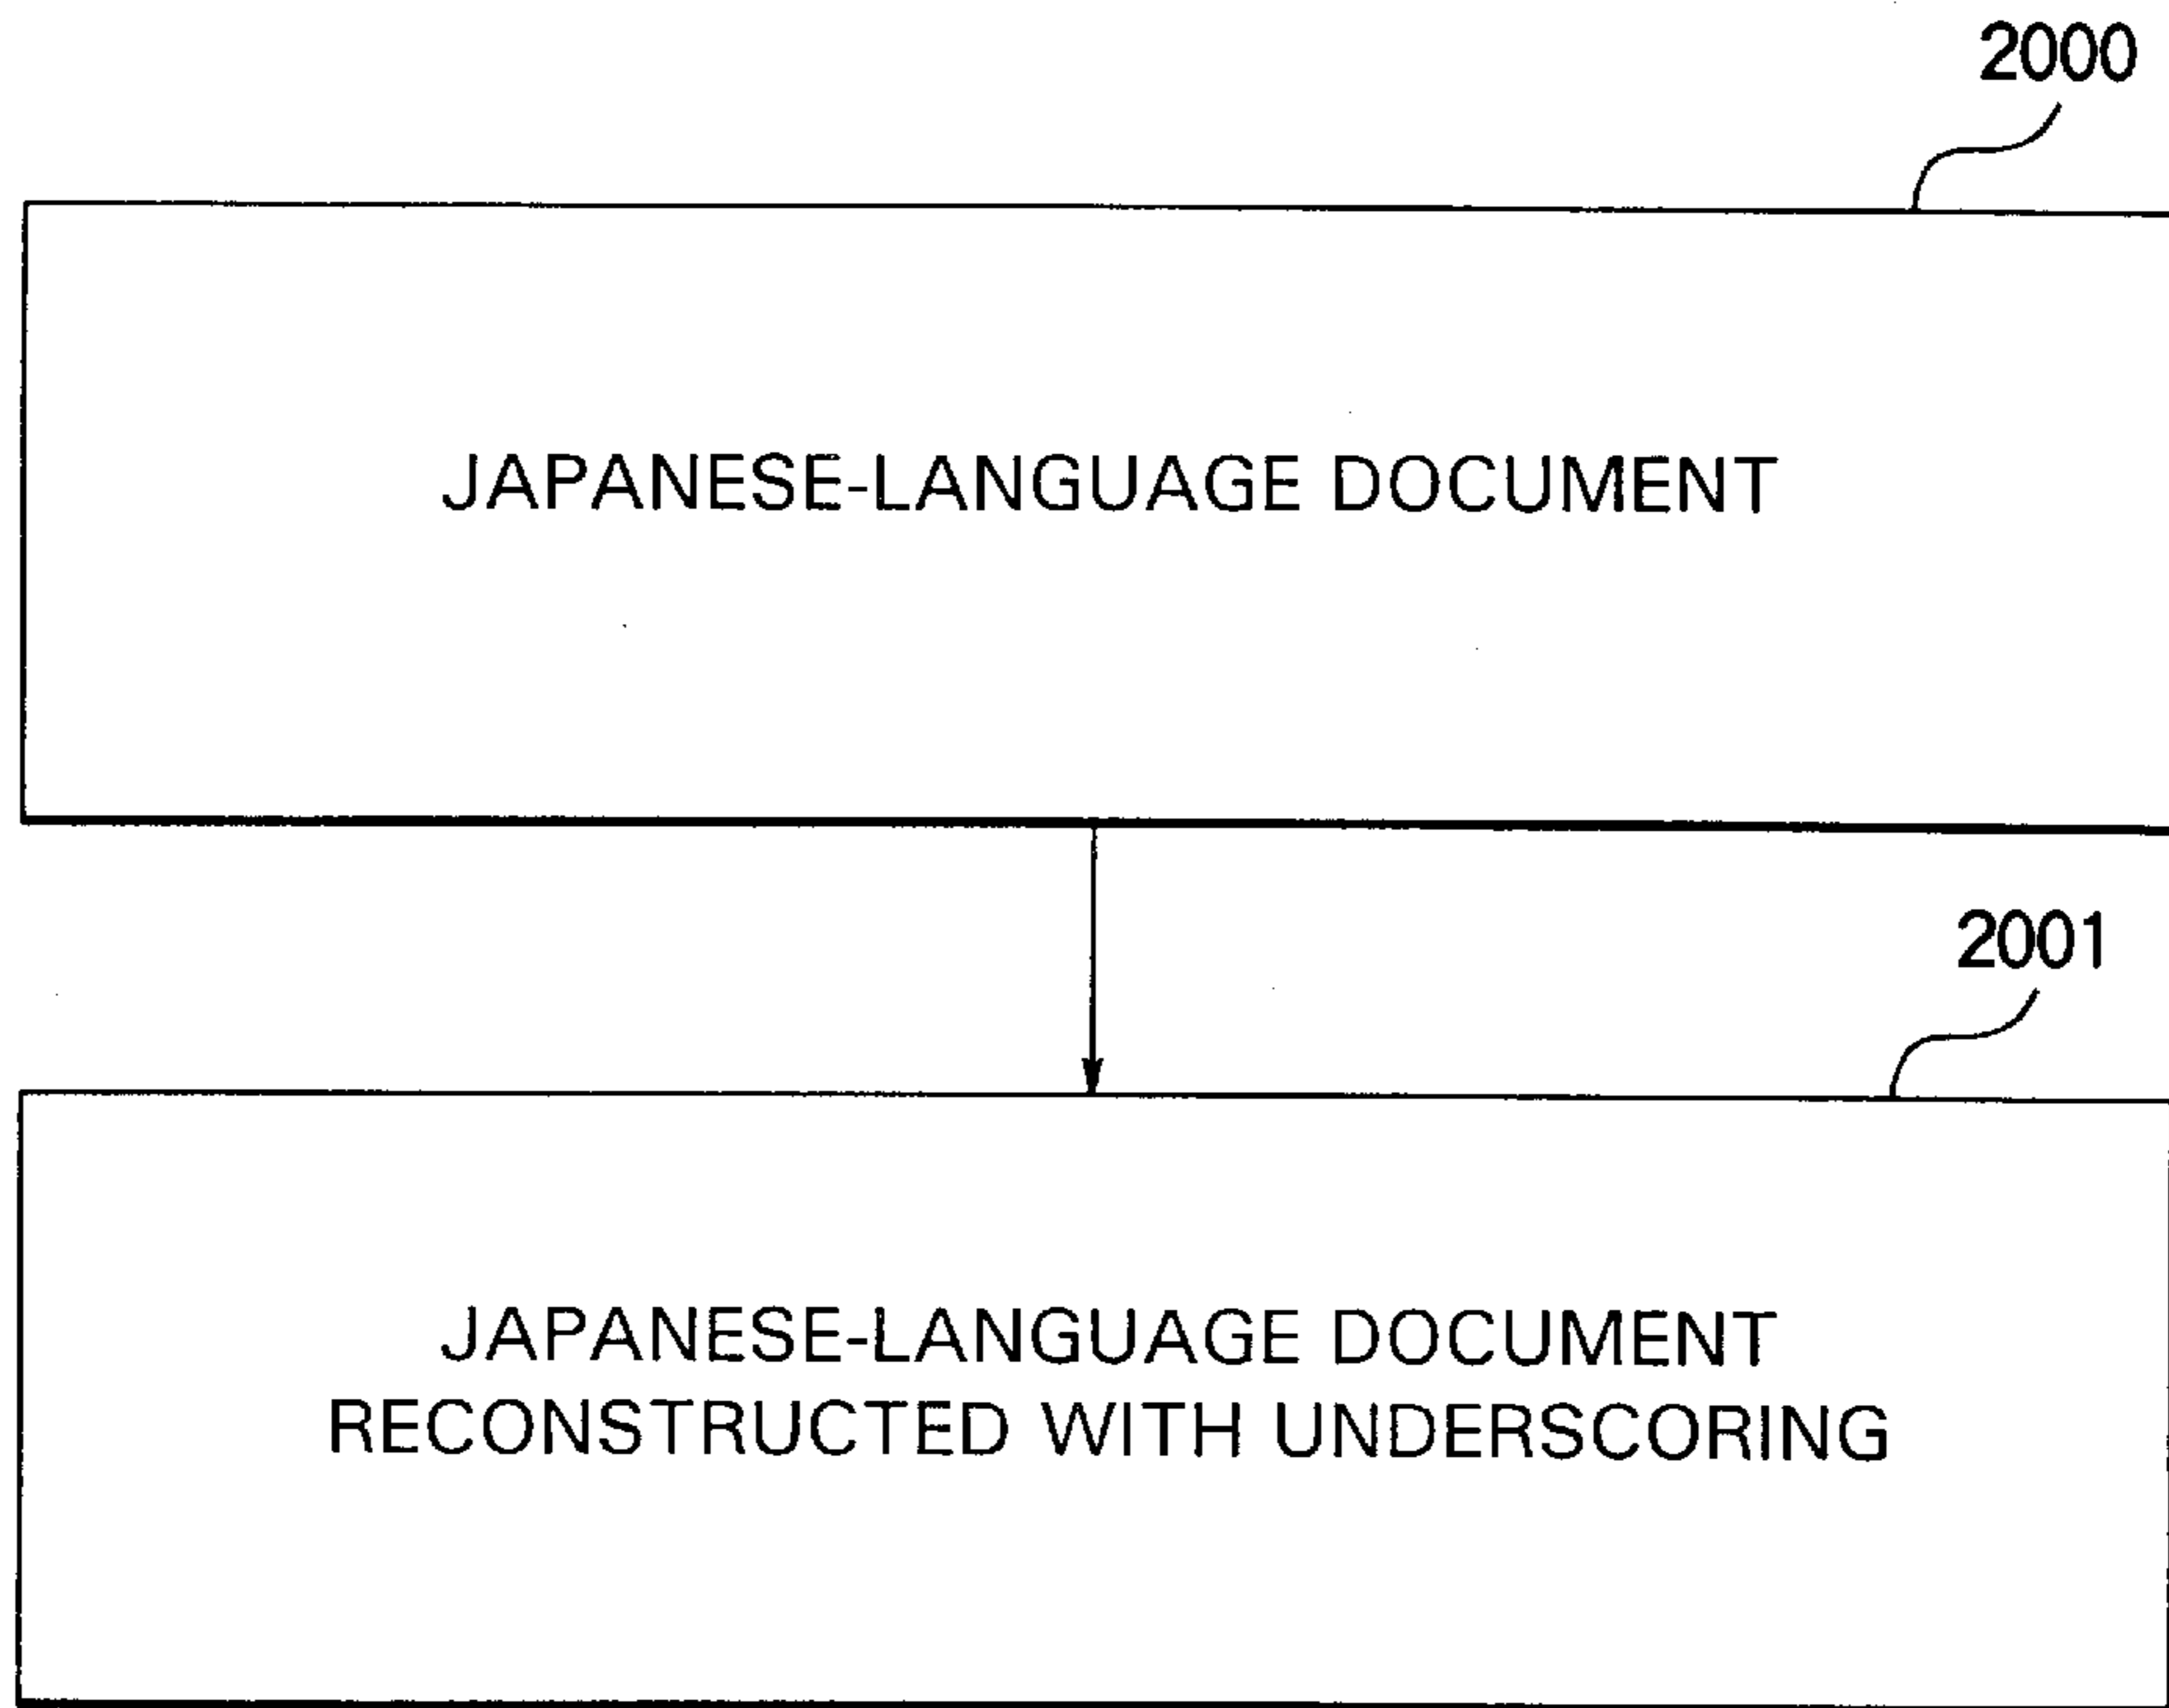 2000
JAPANESE-LANGUAGE DOCUMENT
2001
JAPANESE-LANGUAGE DOCUMENT
RECONSTRUCTED WITH UNDERSCORING